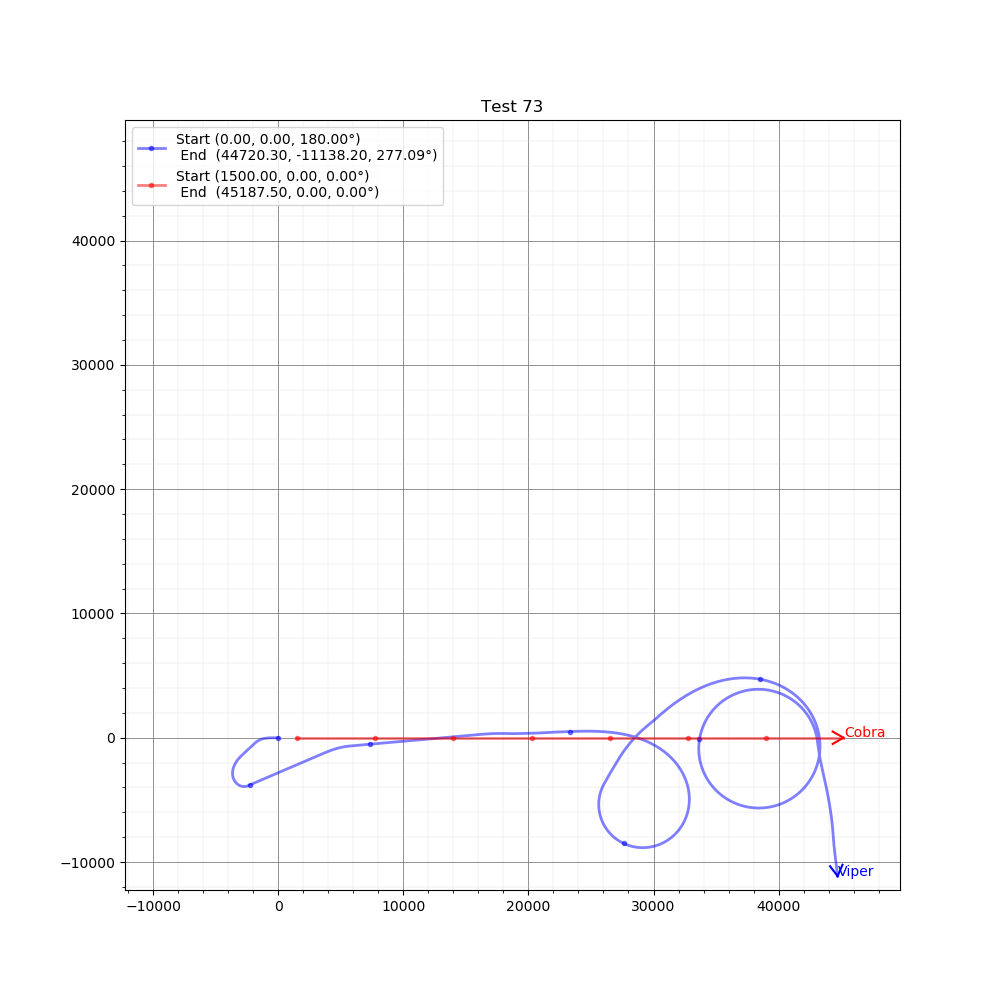 Test 73
Start (0.00, 0.00, 180.00°)
End  (44720.30, -11138.20, 277.09°)
Start (1500.00, 0.00, 0.00°)
End  (45187.50, 0.00, 0.00°)
40000
30000
20000
10000
0
Cobra
−10000
Viper
−10000
0
10000
20000
30000
40000